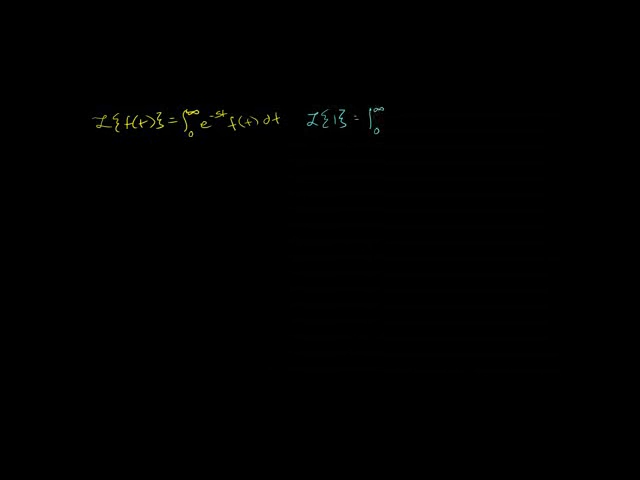 ℒ{f(t)} = ∫₀^∞ e^{-st} f(t) dt ℒ{1} = ∫₀^∞